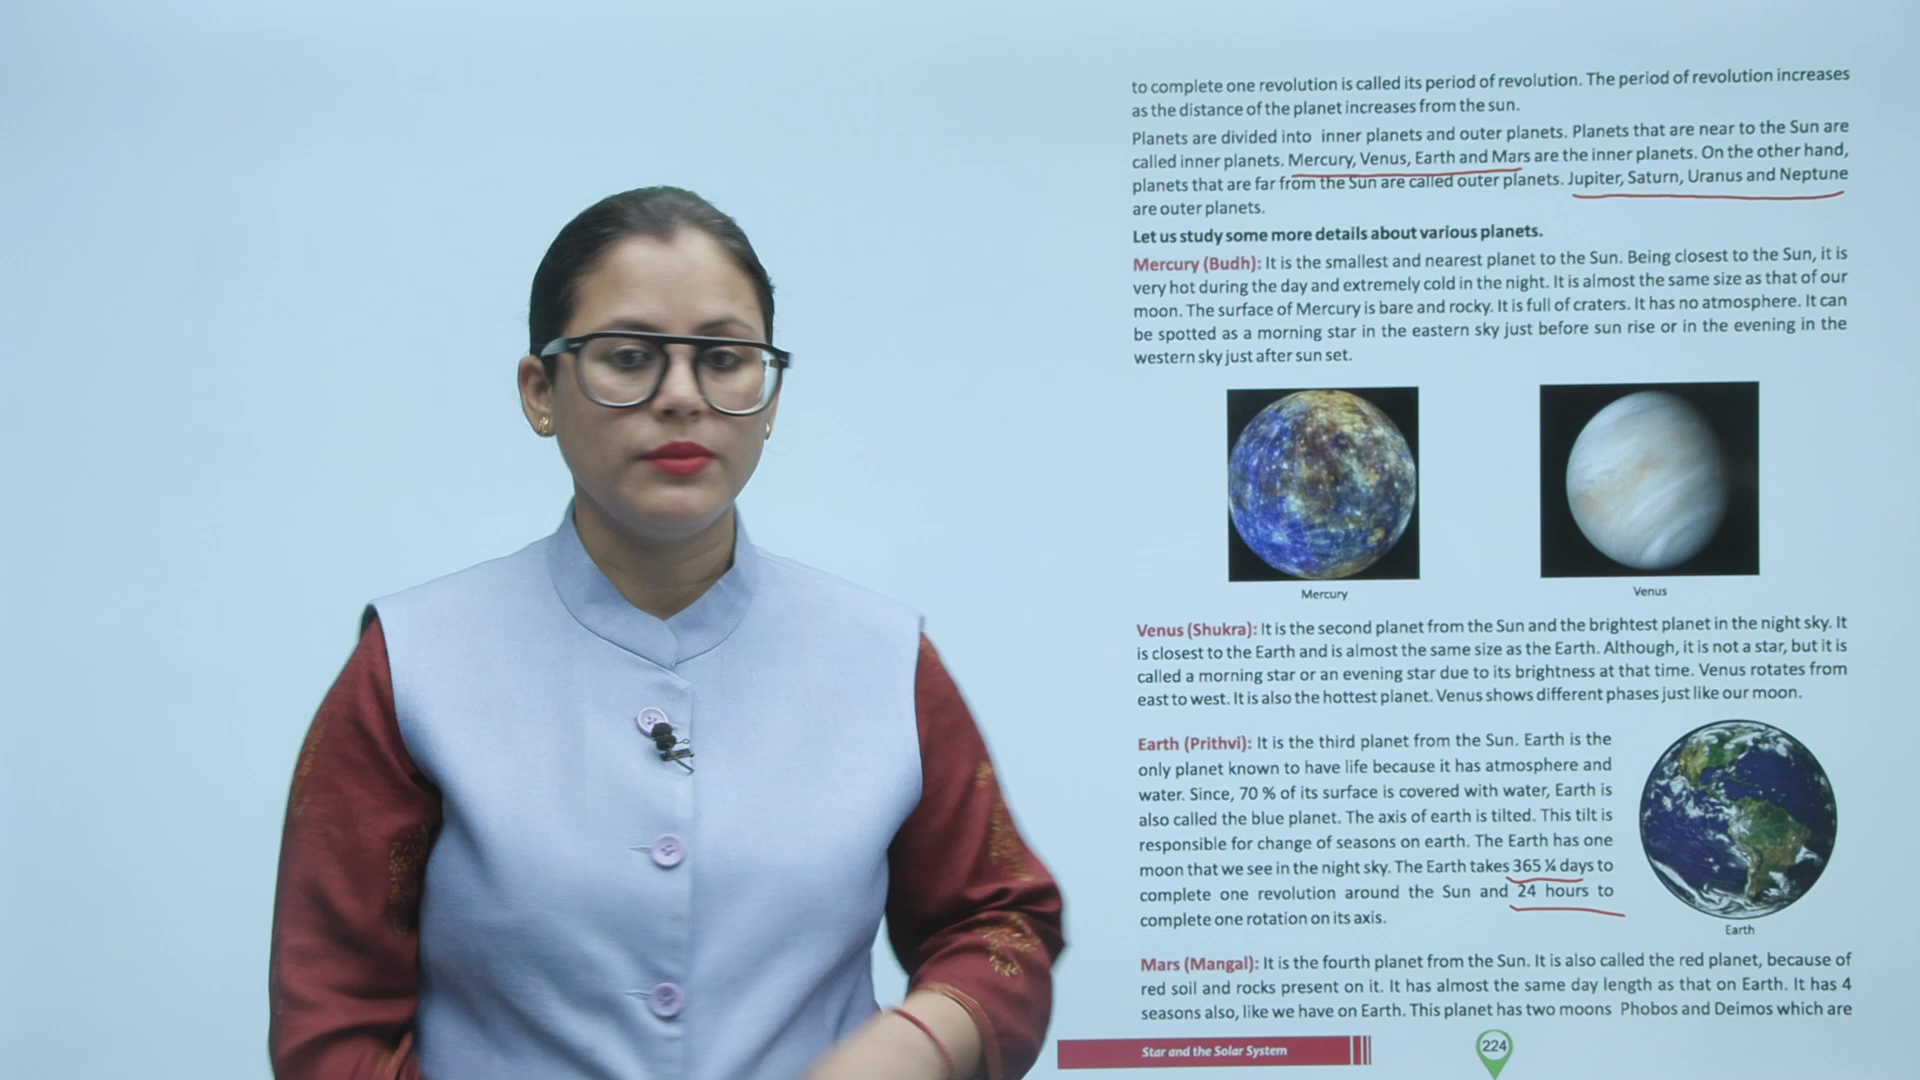 to complete one revolution is called its period of revolution. The period of revolution increases
as the distance of the planet increases from the sun.
Planets are divided into inner planets and outer planets. Planets that are near to the Sun are
called inner planets. Mercury, Venus, Earth and Mars are the inner planets. On the other hand,
planets that are far from the Sun are called outer planets. Jupiter, Saturn, Uranus and Neptune
are outer planets.
Let us study some more details about various planets.
Mercury (Budh): It is the smallest and nearest planet to the Sun. Being closest to the Sun, it is
very hot during the day and extremely cold in the night. It is almost the same size as that of our
moon. The surface of Mercury is bare and rocky. It is full of craters. It has no atmosphere. It can
be spotted as a morning star in the eastern sky just before sun rise or in the evening in the
western sky just after sun set.
Mercury
Venus
Venus (Shukra): It is the second planet from the Sun and the brightest planet in the night sky. It
is closest to the Earth and is almost the same size as the Earth. Although, it is not a star, but it is
called a morning star or an evening star due to its brightness at that time. Venus rotates from
east to west. It is also the hottest planet. Venus shows different phases just like our moon.
Earth (Prithvi): It is the third planet from the Sun. Earth is the
only planet known to have life because it has atmosphere and
water. Since, 70 % of its surface is covered with water, Earth is
also called the blue planet. The axis of earth is tilted. This tilt is
responsible for change of seasons on earth. The Earth has one
moon that we see in the night sky. The Earth takes 365 ¼ days to
complete one revolution around the Sun and 24 hours to
complete one rotation on its axis.
Earth
Mars (Mangal): It is the fourth planet from the Sun. It is also called the red planet, because of
red soil and rocks present on it. It has almost the same day length as that on Earth. It has 4
seasons also, like we have on Earth. This planet has two moons Phobos and Deimos which are
Star and the Solar System
224